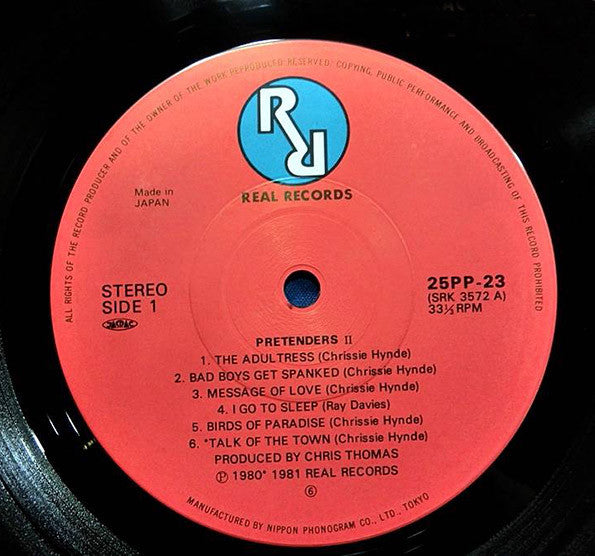 ALL RIGHTS OF THE RECORD PRODUCER AND OF THE OWNER OF THE WORK REPRODUCED RESERVED. COPYING, PUBLIC PERFORMANCE AND BROADCASTING OF THIS RECORD PROHIBITED
RR
REAL RECORDS
Made in
JAPAN
STEREO
SIDE 1
JASRAC
25PP-23
(SRK 3572 A)
33⅓RPM
PRETENDERS II
1. THE ADULTRESS (Chrissie Hynde)
2. BAD BOYS GET SPANKED (Chrissie Hynde)
3. MESSAGE OF LOVE (Chrissie Hynde)
4. I GO TO SLEEP (Ray Davies)
5. BIRDS OF PARADISE (Chrissie Hynde)
6. *TALK OF THE TOWN (Chrissie Hynde)
PRODUCED BY CHRIS THOMAS
Ⓟ 1980* 1981 REAL RECORDS
⑥
MANUFACTURED BY NIPPON PHONOGRAM CO., LTD., TOKYO